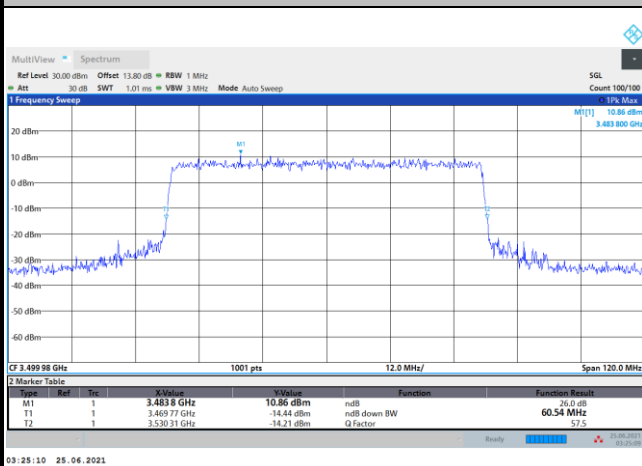 MultiView Spectrum
Ref Level 30.00 dBm Offset 13.80 dB RBW 1 MHz SGL
Att 30 dB SWT 1.01 ms VBW 3 MHz Mode Auto Sweep Count 100/100
1 Frequency Sweep 1Pk Max
M1[1] 10.86 dBm
3.483 800 GHz
20 dBm
M1
10 dBm
0 dBm
-10 dBm
T1 T2
-20 dBm
-30 dBm
-40 dBm
-50 dBm
-60 dBm
CF 3.499 98 GHz 1001 pts 12.0 MHz/ Span 120.0 MHz
2 Marker Table
Type Ref Trc X-Value Y-Value Function Function Result
M1 1 3.483 8 GHz 10.86 dBm ndB 26.0 dB
T1 1 3.469 77 GHz -14.44 dBm ndB down BW 60.54 MHz
T2 1 3.530 31 GHz -14.21 dBm Q Factor 57.5
Ready 25.06.2021
03:25:09
03:25:10 25.06.2021